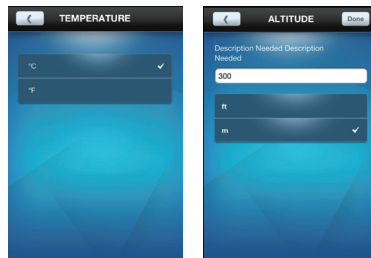 TEMPERATURE
°C
°F
ALTITUDE
Done
Description Needed Description
Needed
300
ft
m